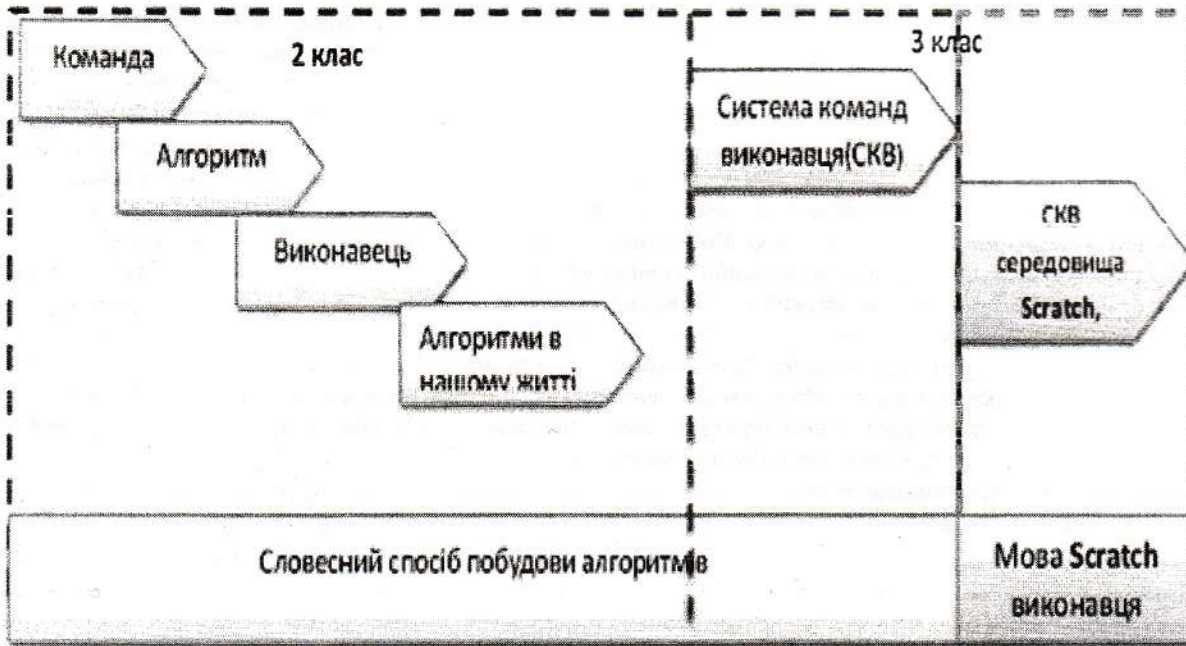 Команда
2 клас
3 клас
Алгоритм
Виконавець
Алгоритми в
нашому житті
Система команд
виконавця(СКВ)
СКВ
середовища
Scratch,
Словесний спосіб побудови алгоритмів
Мова Scratch
виконавця